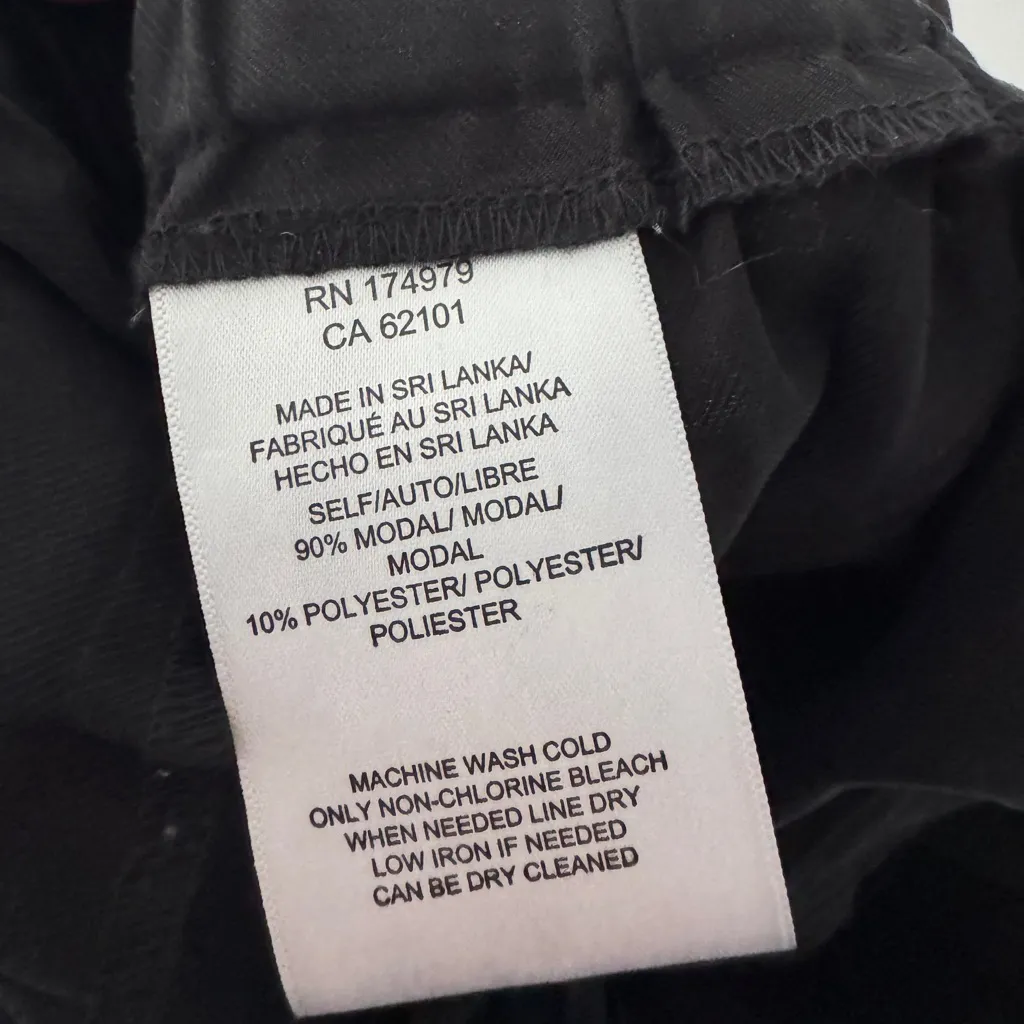 RN 174979
CA 62101
MADE IN SRI LANKA/
FABRIQUÉ AU SRI LANKA
HECHO EN SRI LANKA
SELF/AUTO/LIBRE
90% MODAL/ MODAL/
MODAL
10% POLYESTER/ POLYESTER/
POLIESTER
MACHINE WASH COLD
ONLY NON-CHLORINE BLEACH
WHEN NEEDED LINE DRY
LOW IRON IF NEEDED
CAN BE DRY CLEANED